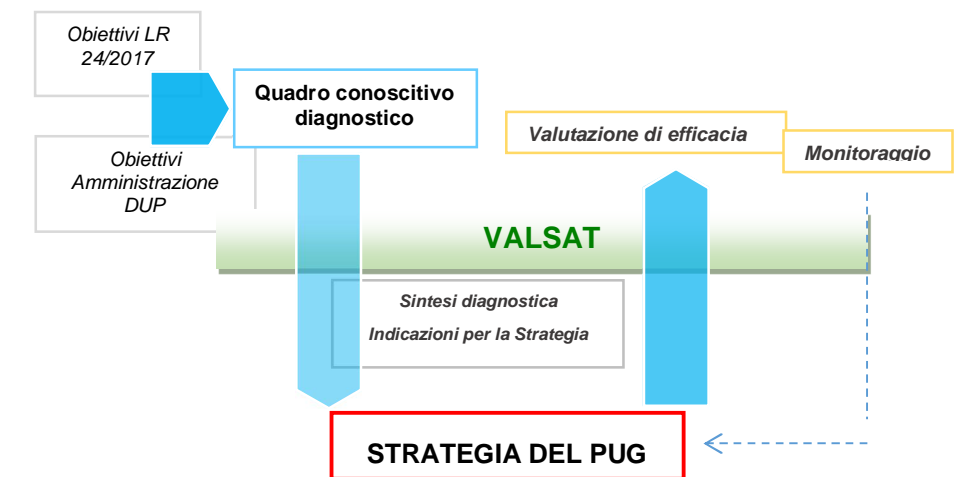 Obiettivi LR
24/2017
Quadro conoscitivo
diagnostico
Obiettivi
Amministrazione
DUP
Valutazione di efficacia
Monitoraggio
VALSAT
Sintesi diagnostica
Indicazioni per la Strategia
STRATEGIA DEL PUG